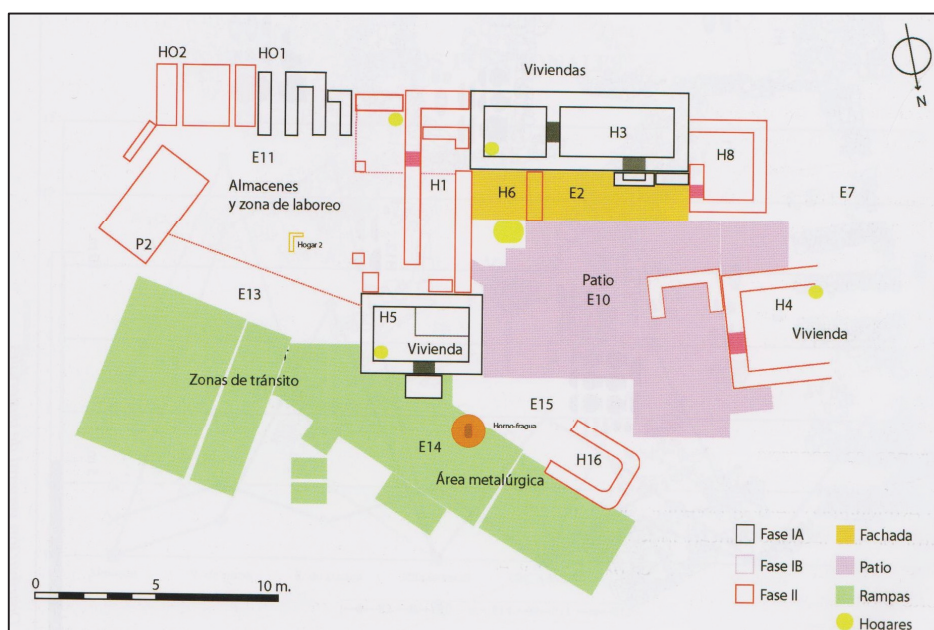 HO2
HO1
Viviendas
N
H3
H8
E11
H1
H6
E2
E7
Almacenes
y zona de laboreo
P2
Hogar 2
Patio
E10
E13
H5
H4
Vivienda
Vivienda
Zonas de tránsito
E15
Horno-fragua
E14
H16
Área metalúrgica
Fase IA
Fachada
Fase IB
Patio
Fase II
Rampas
Hogares
0 5 10 m.